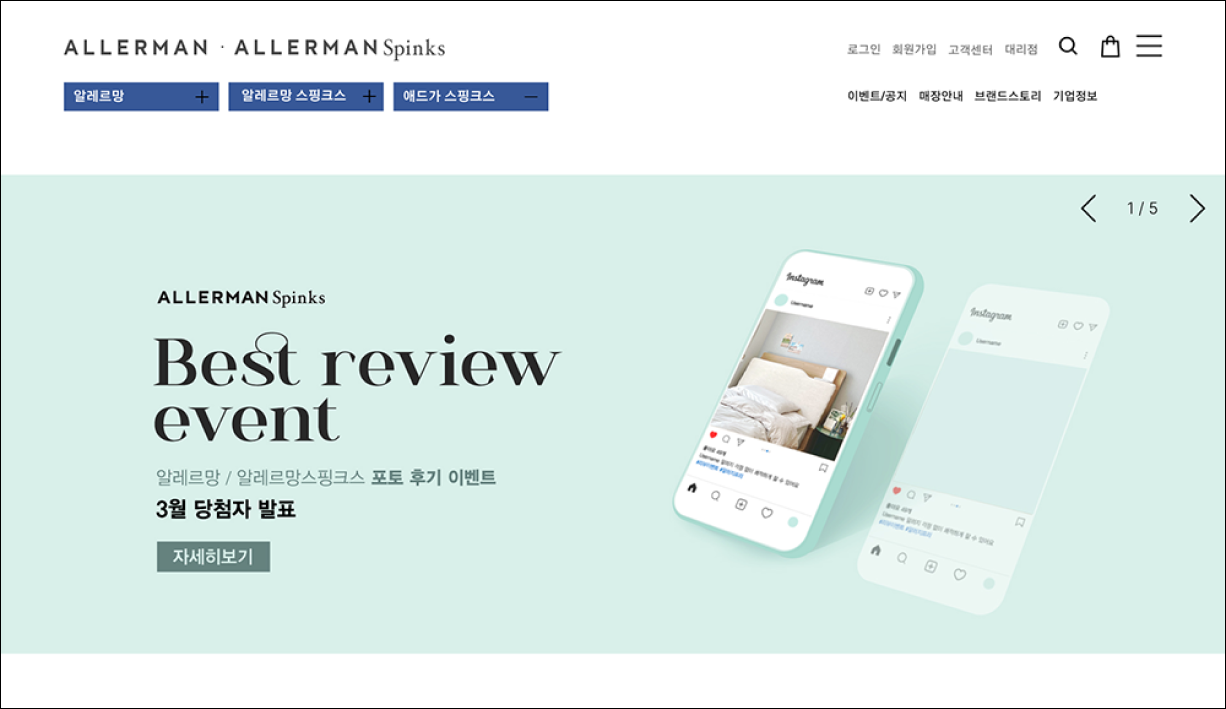 ALLERMAN · ALLERMAN Spinks
로그인 회원가입 고객센터 대리점
알레르망 + 알레르망 스핑크스 + 애드가 스핑크스 —
이벤트/공지 매장안내 브랜드스토리 기업정보
1 / 5
ALLERMAN Spinks
Best review
event
알레르망 / 알레르망스핑크스 포토 후기 이벤트
3월 당첨자 발표
자세히보기
Instagram
Username
Instagram
Username